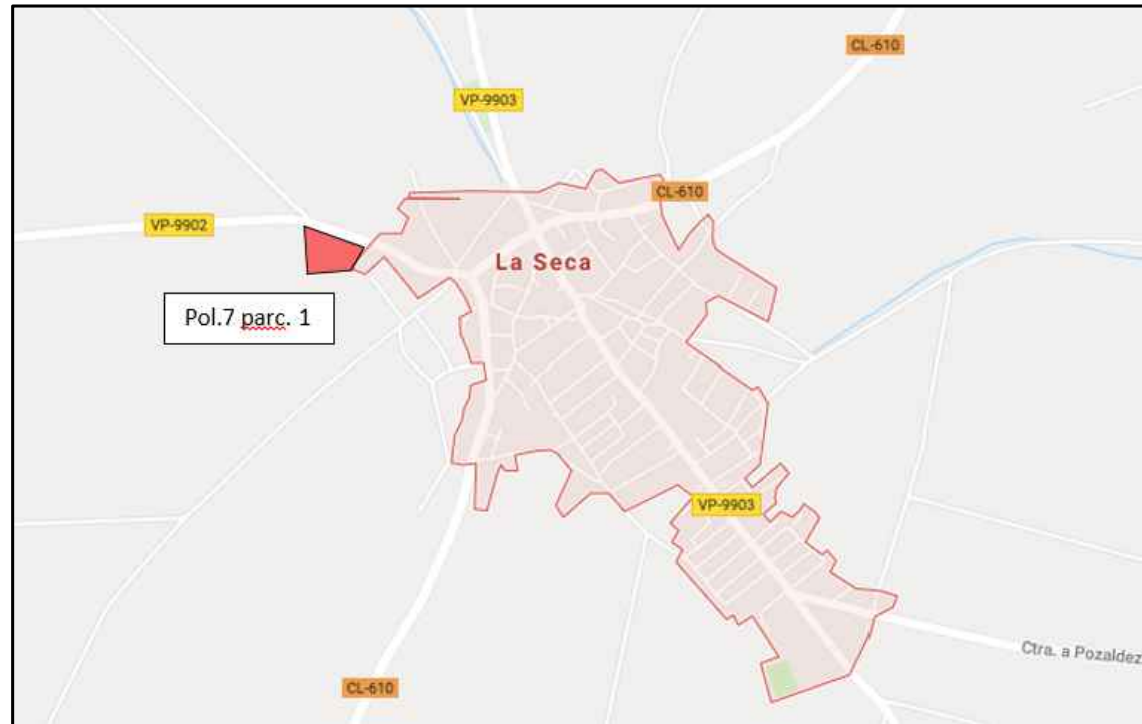 CL-610
VP-9903
CL-610
VP-9902
La Seca
Pol.7 parc. 1
VP-9903
Ctra. a Pozaldez
CL-610